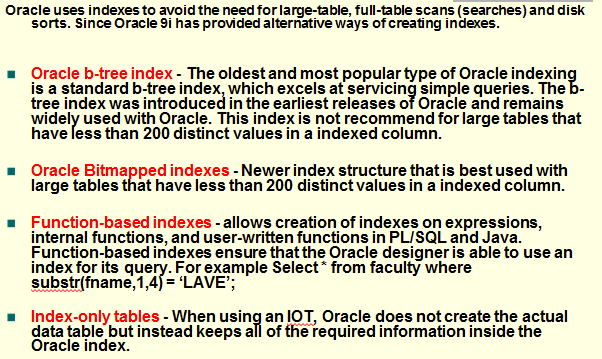 Oracle uses indexes to avoid the need for large-table, full-table scans (searches) and disk
sorts. Since Oracle 9i has provided alternative ways of creating indexes.
Oracle b-tree index - The oldest and most popular type of Oracle indexing
is a standard b-tree index, which excels at servicing simple queries. The b-
tree index was introduced in the earliest releases of Oracle and remains
widely used with Oracle. This index is not recommend for large tables that
have less than 200 distinct values in a indexed column.
Oracle Bitmapped indexes - Newer index structure that is best used with
large tables that have less than 200 distinct values in a indexed column.
Function-based indexes - allows creation of indexes on expressions,
internal functions, and user-written functions in PL/SQL and Java.
Function-based indexes ensure that the Oracle designer is able to use an
index for its query. For example Select * from faculty where
substr(fname,1,4) = ‘LAVE’;
Index-only tables - When using an IOT, Oracle does not create the actual
data table but instead keeps all of the required information inside the
Oracle index.